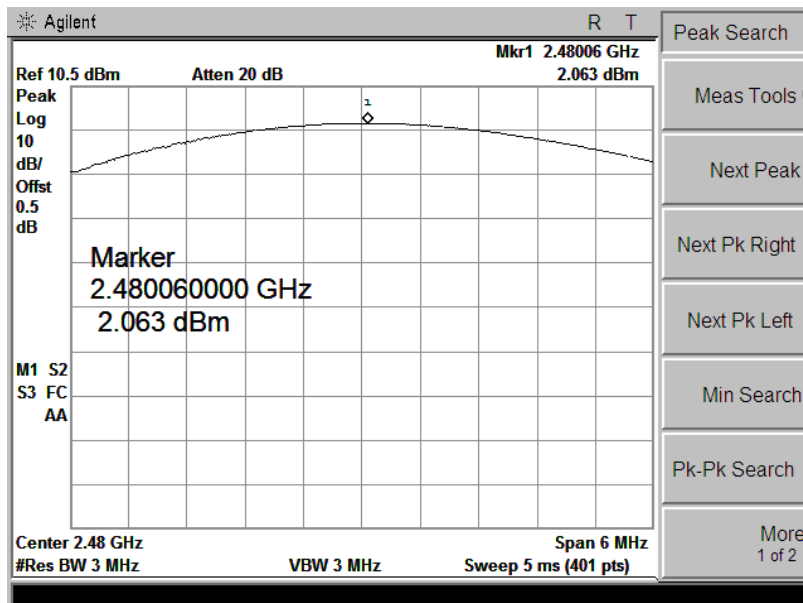 Agilent R T
Mkr1 2.48006 GHz
Ref 10.5 dBm Atten 20 dB 2.063 dBm
Peak
Log
10
dB/
Offst
0.5
dB
1
Marker
2.480060000 GHz
2.063 dBm
M1 S2
S3 FC
AA
Center 2.48 GHz Span 6 MHz
#Res BW 3 MHz VBW 3 MHz Sweep 5 ms (401 pts)
Peak Search
Meas Tools
Next Peak
Next Pk Right
Next Pk Left
Min Search
Pk-Pk Search
More
1 of 2